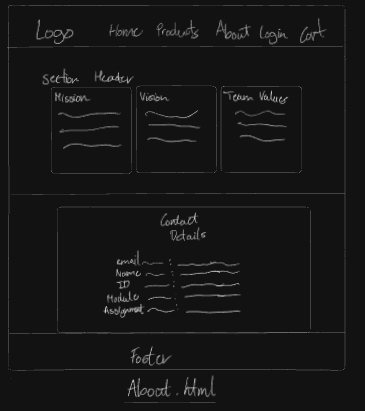 Logo Home Products About Login Cart
Section Header
Mission Vision Team Values
Contact
Details
email :
Name :
ID :
Module :
Assignment :
Footer
About.html